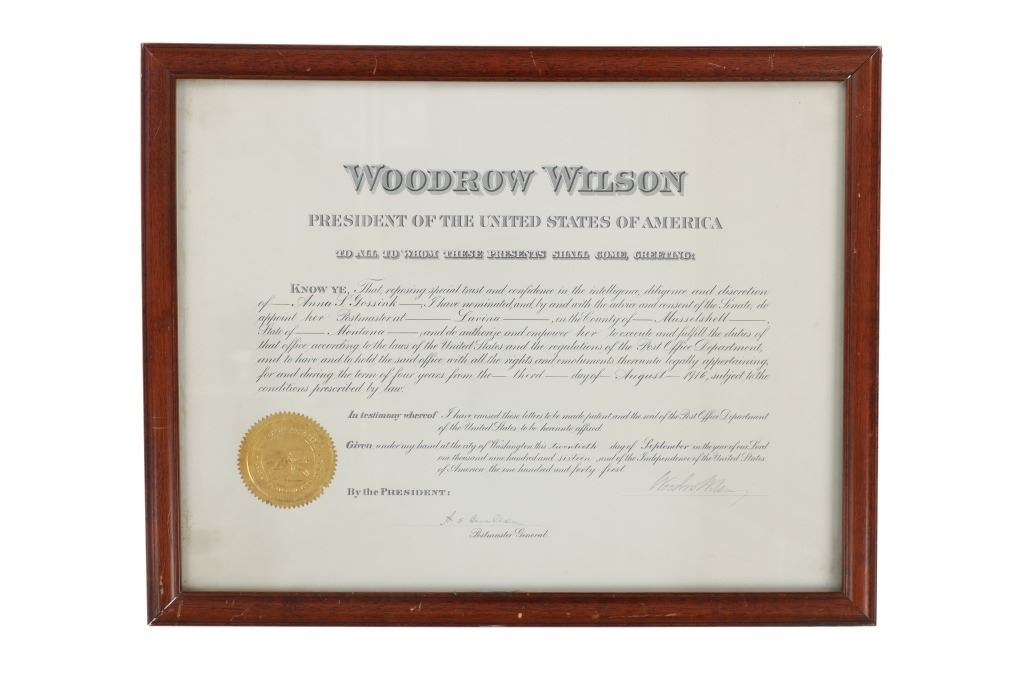 WOODROW WILSON
PRESIDENT OF THE UNITED STATES OF AMERICA
TO ALL TO WHOM THESE PRESENTS SHALL COME, GREETING:
KNOW YE, That, reposing special trust and confidence in the intelligence, diligence and discretion
of — Anna S. Gossink —, I have nominated, and, by and with the advice and consent of the Senate, do
appoint her Postmaster at — Lavina —, in the County of — Musselshell —,
State of — Montana —, and do authorize and empower her to execute and fulfill the duties of
that office according to the laws of the United States and the regulations of the Post Office Department,
and to have and to hold the said office with all the rights and emoluments thereunto legally appertaining,
for and during the term of four years from the — third — day of — August — 1916, subject to the
conditions prescribed by law.
In testimony whereof I have caused these letters to be made patent and the seal of the Post Office Department
of the United States to be hereunto affixed.
Given under my hand at the city of Washington this twentieth day of September in the year of our Lord
one thousand nine hundred and sixteen, and of the Independence of the United States
of America the one hundred and forty first.
By the PRESIDENT:
Woodrow Wilson
Postmaster General.